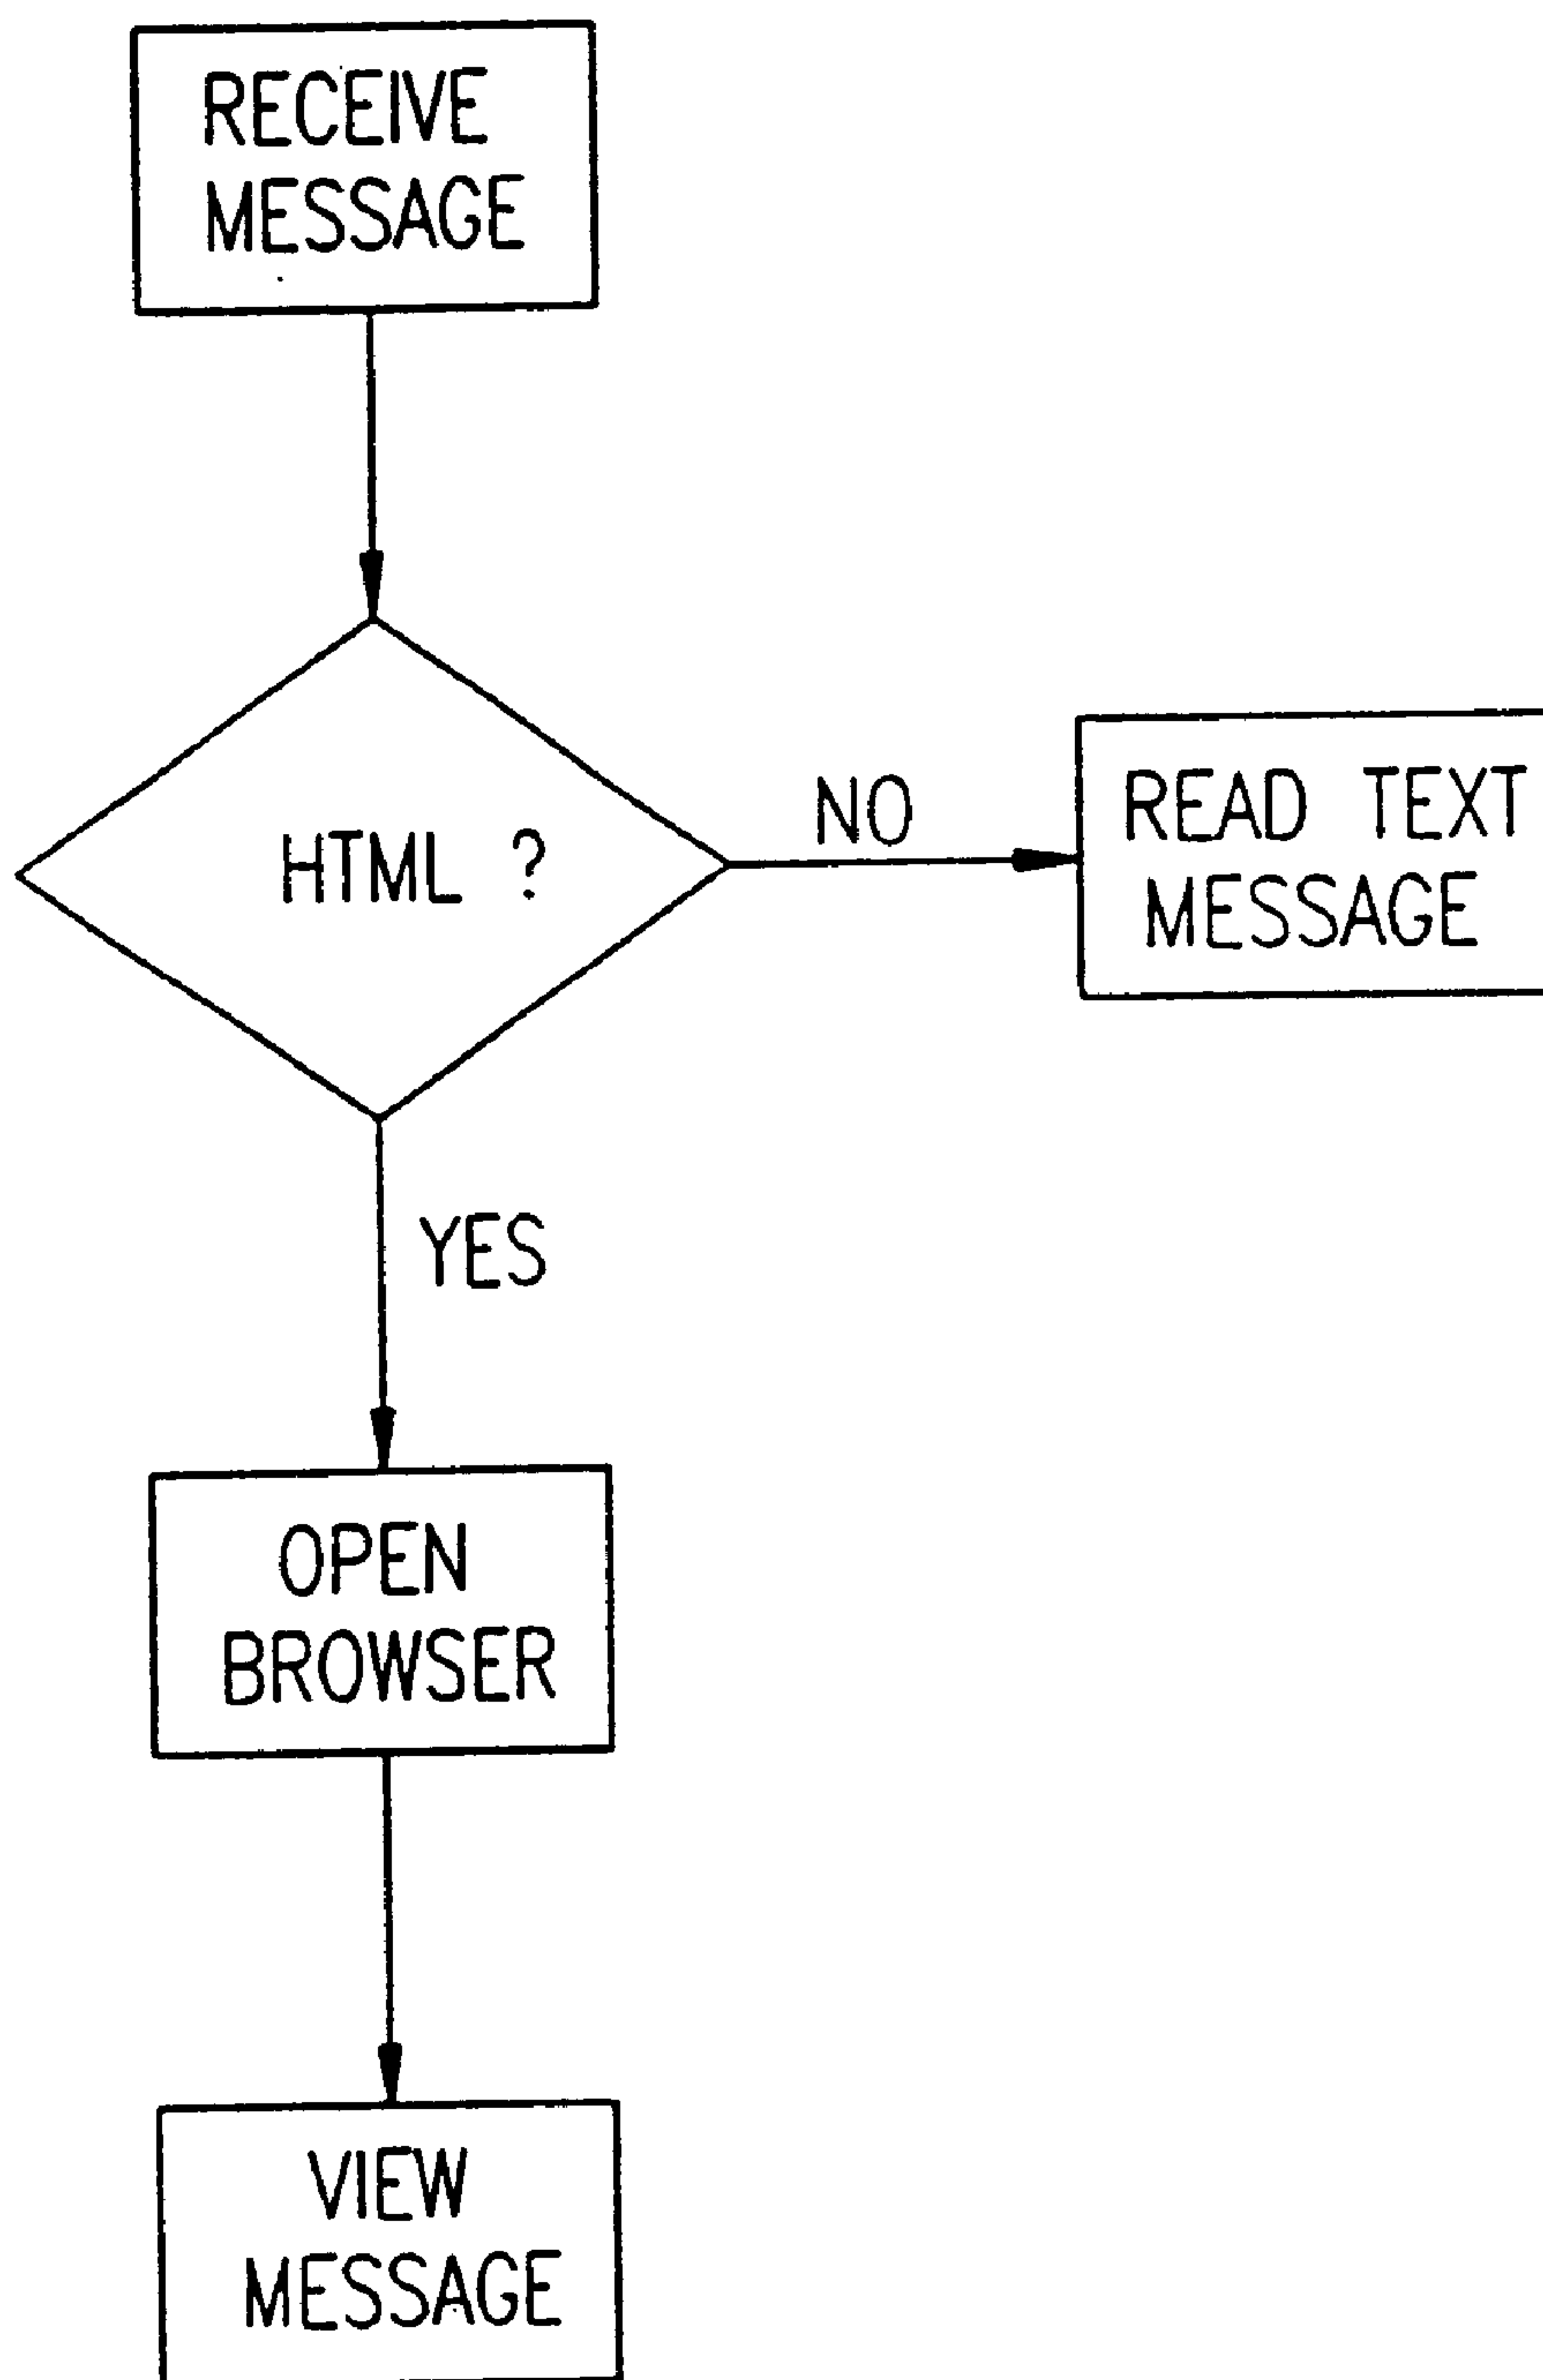 RECEIVE
MESSAGE
HTML ?
NO
READ TEXT
MESSAGE
YES
OPEN
BROWSER
VIEW
MESSAGE